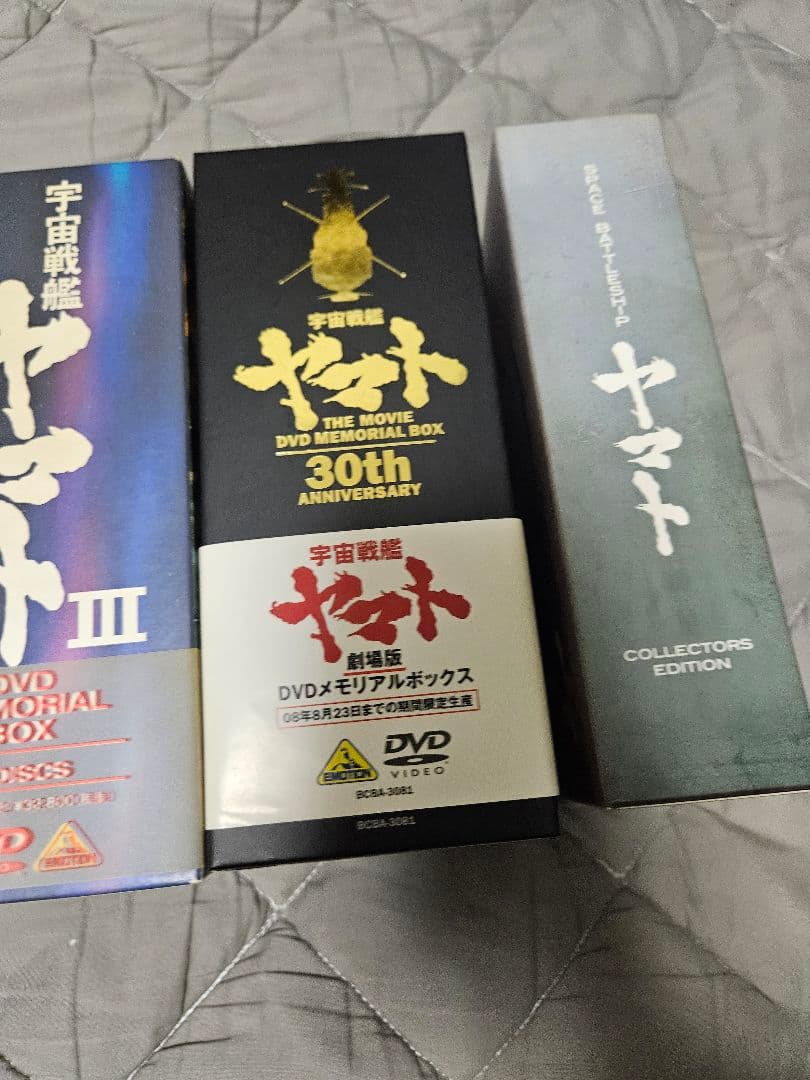 宇宙戦艦
ヤマト
III
DVD
MEMORIAL
BOX
DISCS
DVD
EMOTION
宇宙戦艦
ヤマト
THE MOVIE
DVD MEMORIAL BOX
30th
ANNIVERSARY
宇宙戦艦
ヤマト
劇場版
DVDメモリアルボックス
08年8月23日までの期間限定生産
EMOTION
DVD
VIDEO
BCBA-3081
BCBA-3081
SPACE BATTLESHIP
ヤマト
COLLECTORS
EDITION